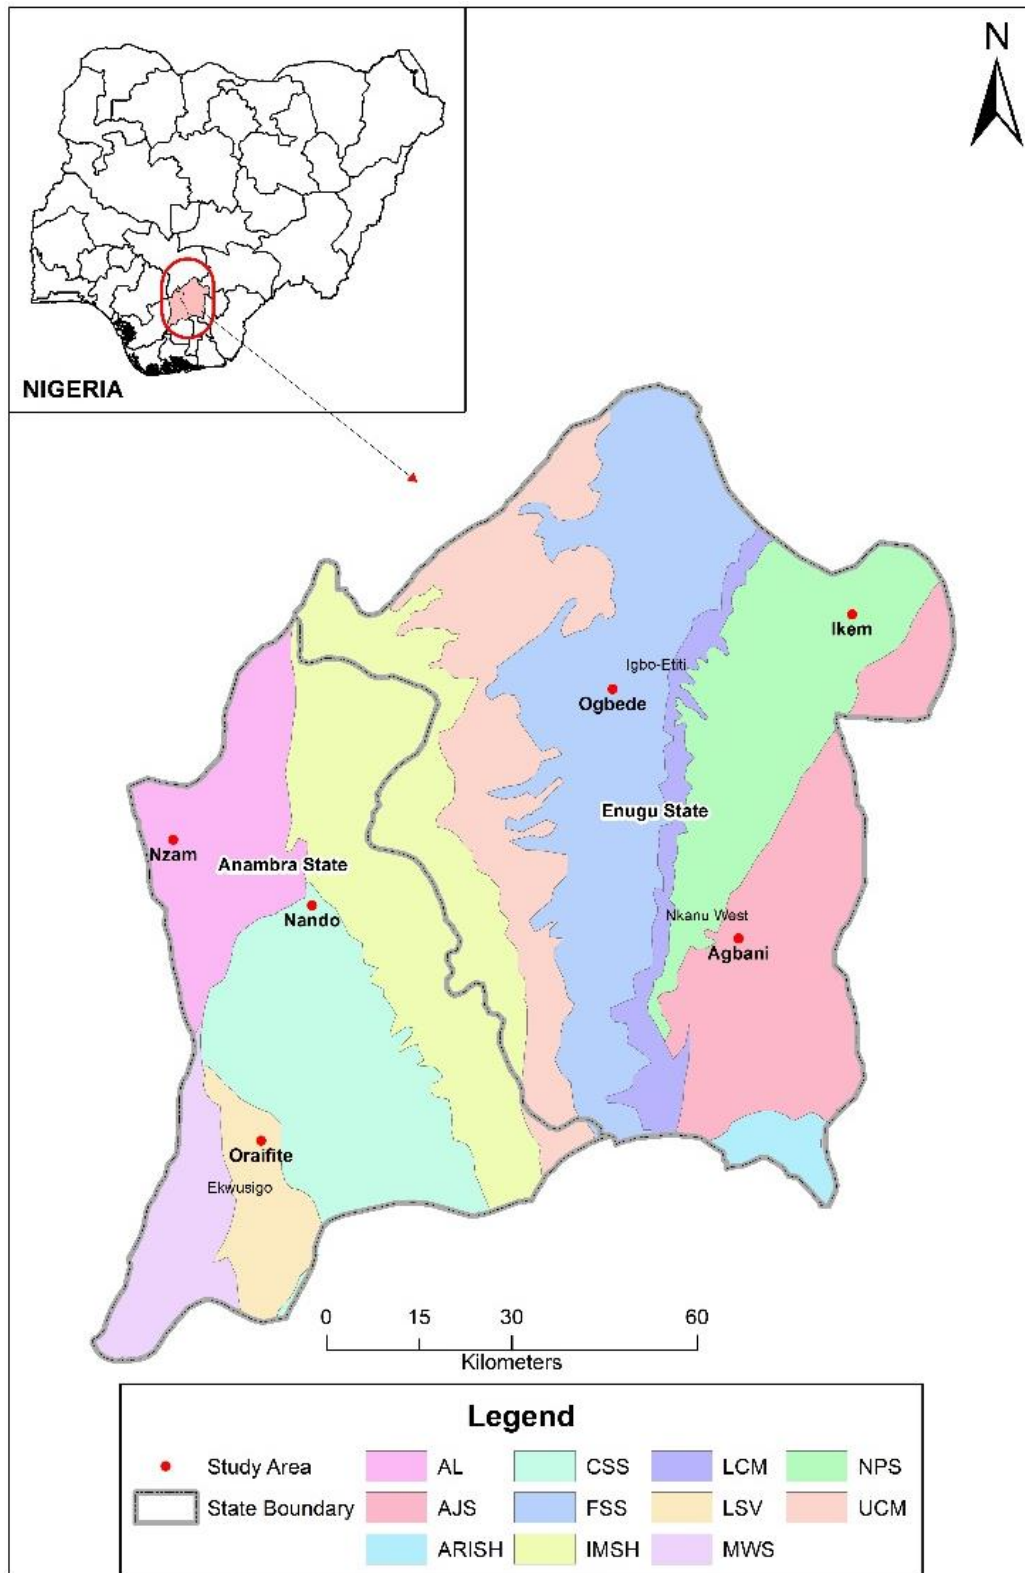 N
NIGERIA
Ikem
Igbo-Etiti
Ogbede
Enugu State
Nzam
Anambra State
Nando
Nkanu West
Agbani
Oraifite
Ekwusigo
0 15 30 60
Kilometers
Legend
Study Area
State Boundary
AL
AJS
ARISH
CSS
FSS
IMSH
LCM
LSV
MWS
NPS
UCM